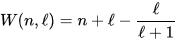 W(n, ℓ) = n + ℓ − ℓ/(ℓ + 1)